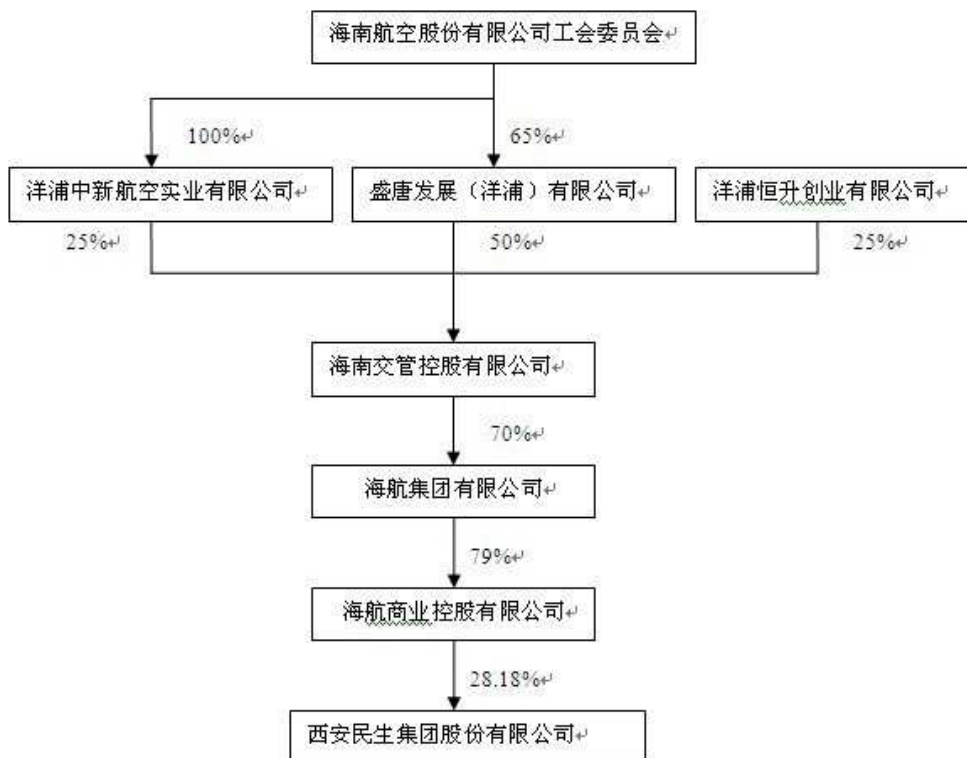 海南航空股份有限公司工会委员会↵
100%↵
65%↵
洋浦中新航空实业有限公司↵
盛唐发展（洋浦）有限公司↵
洋浦恒升创业有限公司↵
25%↵
50%↵
25%↵
海南交管控股有限公司↵
70%↵
海航集团有限公司↵
79%↵
海航商业控股有限公司↵
28.18%↵
西安民生集团股份有限公司↵